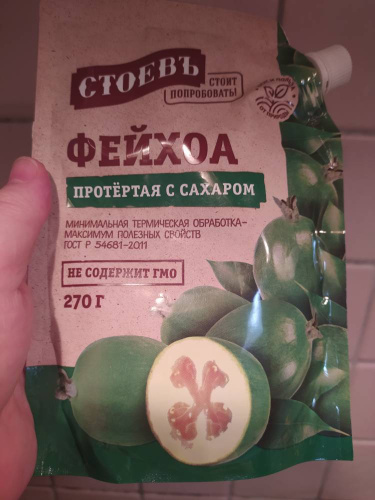 СТОЕВЪ
СТОИТ
ПОПРОБОВАТЬ!
ФЕЙХОА
ПРОТЁРТАЯ С САХАРОМ
МИНИМАЛЬНАЯ ТЕРМИЧЕСКАЯ ОБРАБОТКА-
МАКСИМУМ ПОЛЕЗНЫХ СВОЙСТВ
ГОСТ Р 54681-2011
НЕ СОДЕРЖИТ ГМО
270 Г